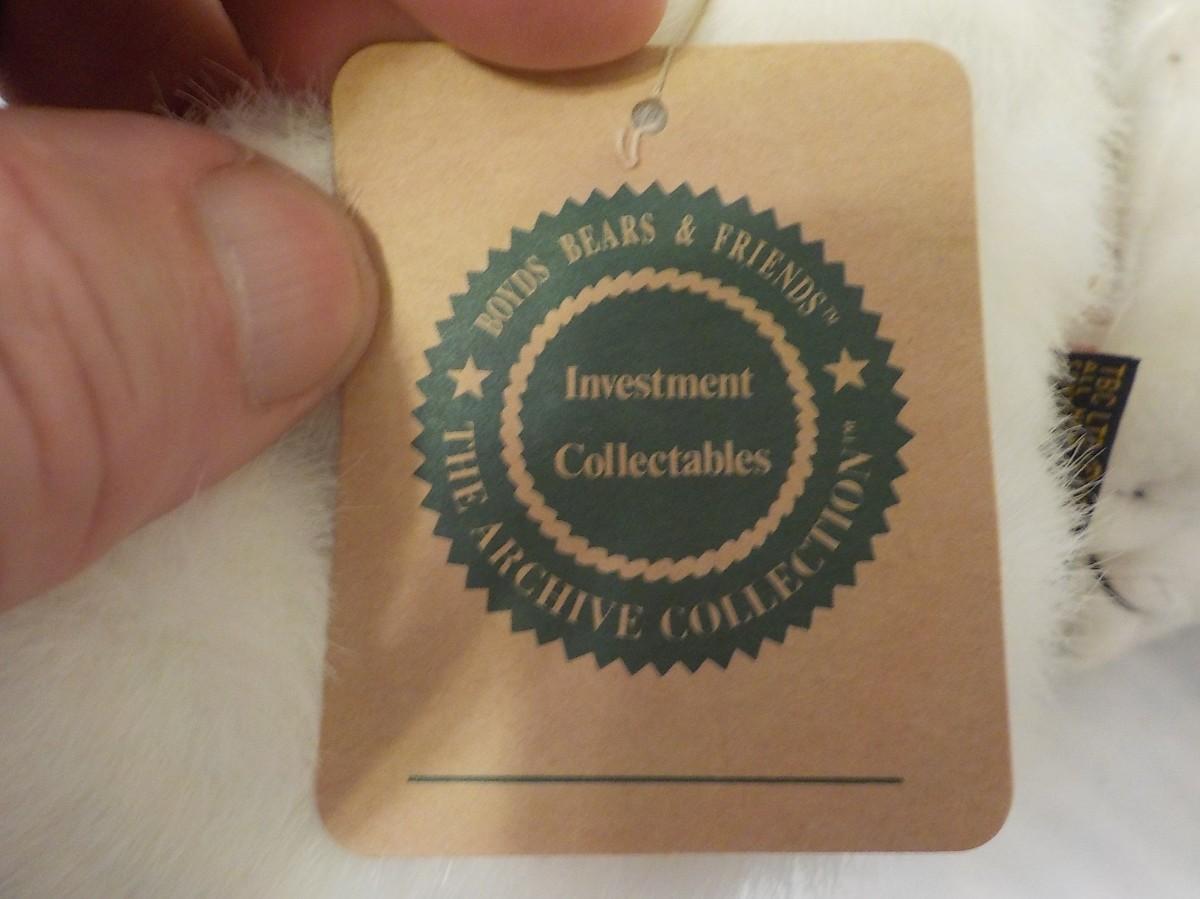 BOYDS BEARS & FRIENDS™
Investment
Collectables
THE ARCHIVE COLLECTION™